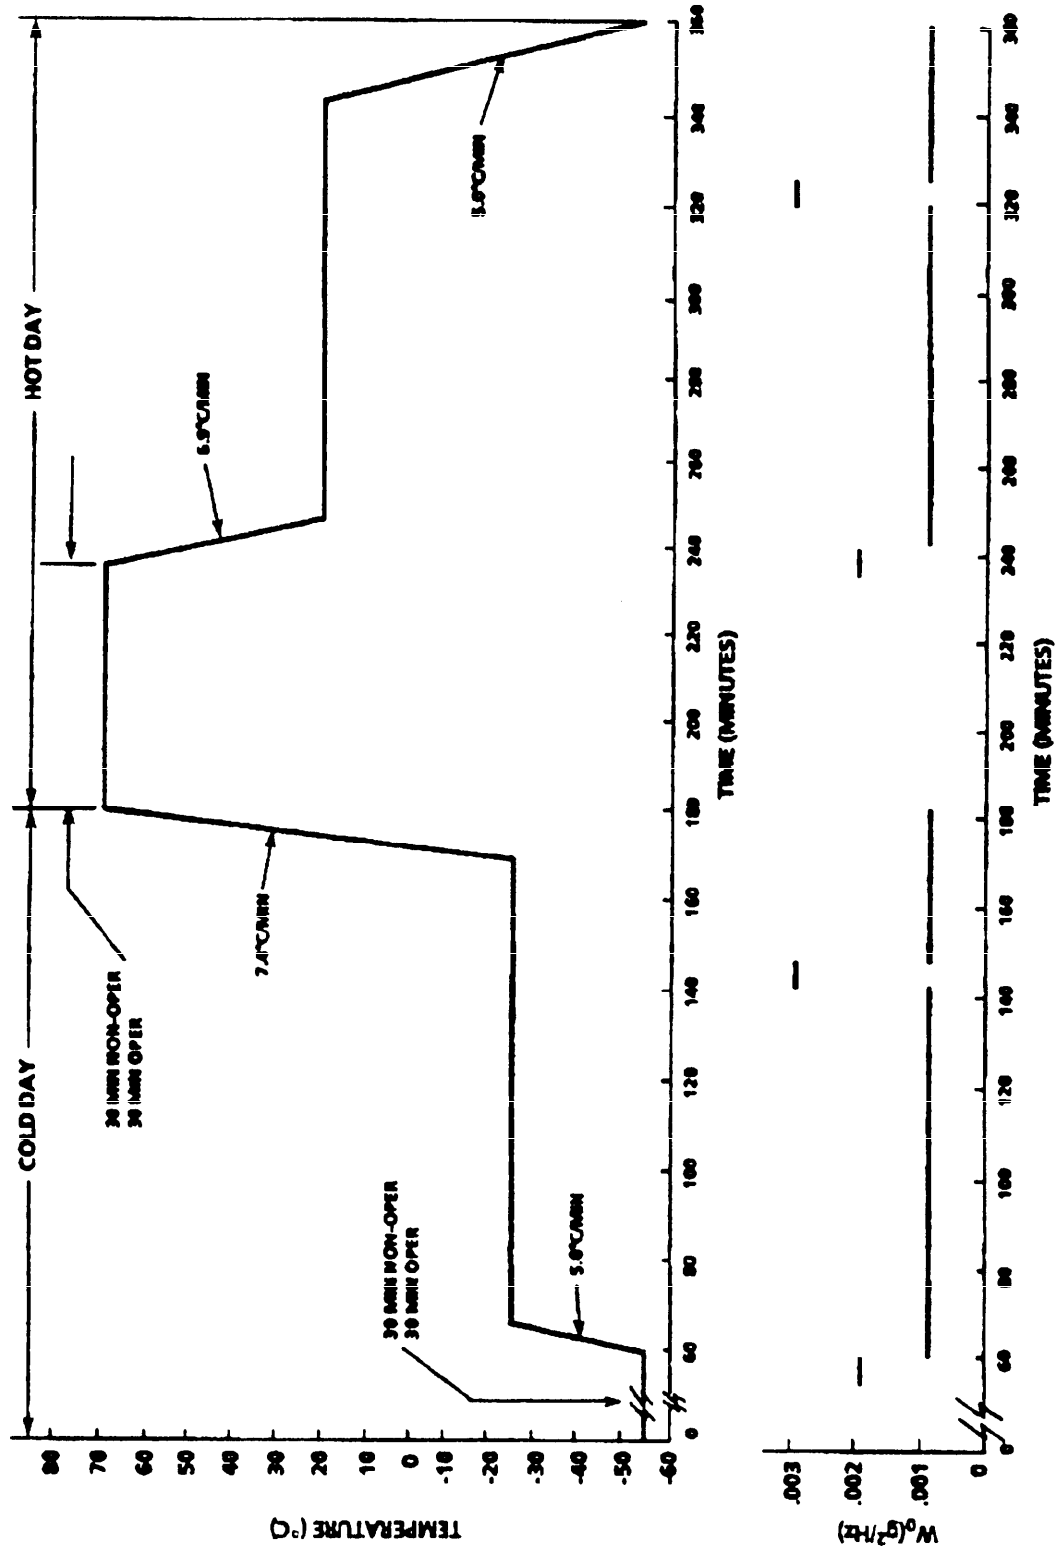 COLD DAY
HOT DAY
30 MIN NON-OPER
30 MIN OPER
30 MIN NON-OPER
30 MIN OPER
5.0°C/MIN
7.4°C/MIN
6.9°C/MIN
5.0°C/MIN
TEMPERATURE (°C)
80
70
60
50
40
30
20
10
0
-10
-20
-30
-40
-50
-60
0 60 80 100 120 140 160 180 200 220 240 260 280 300 320 340 360
TIME (MINUTES)
W₀(g²/Hz)
.003
.002
.001
0
0 60 80 100 120 140 160 180 200 220 240 260 280 300 320 340 360
TIME (MINUTES)